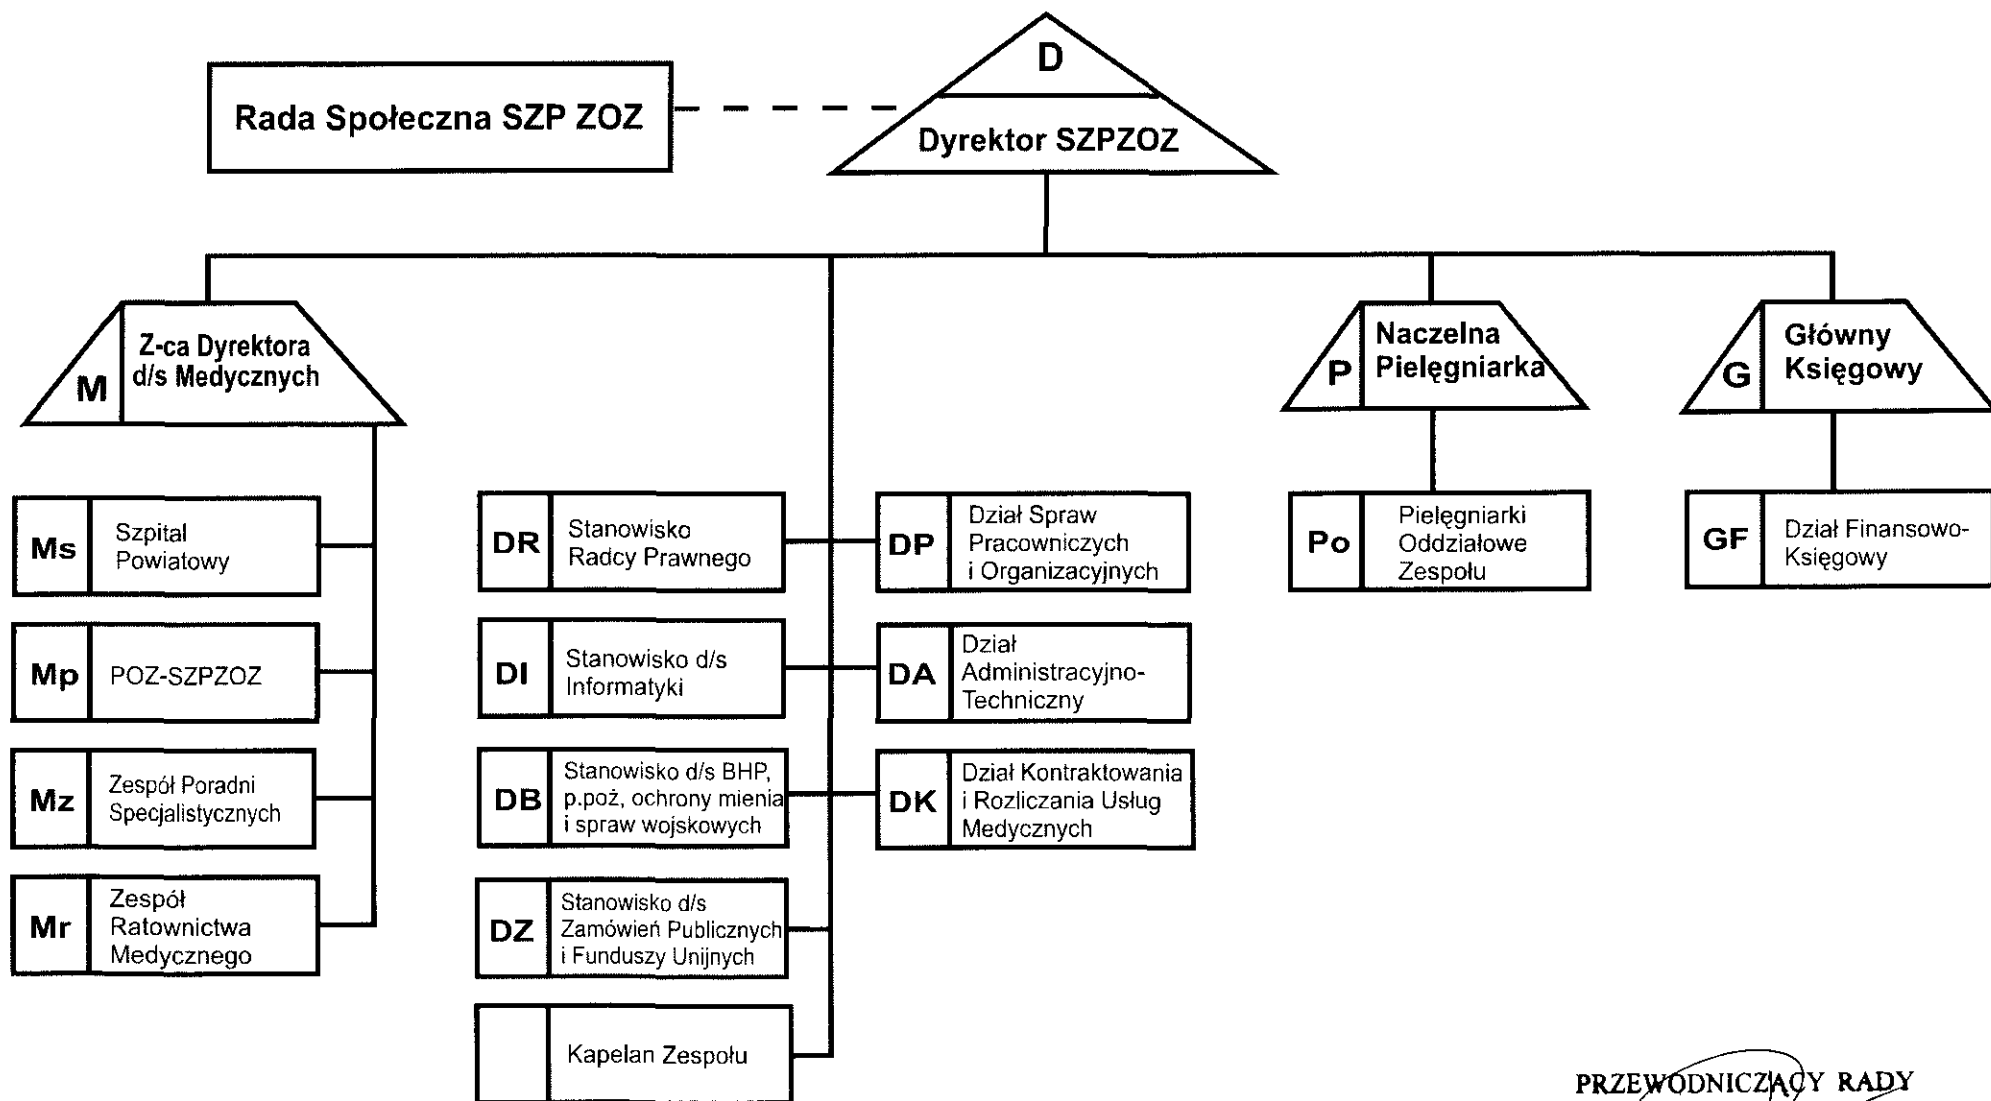 D
Rada Społeczna SZP ZOZ
Dyrektor SZPZOZ
M
Z-ca Dyrektora
d/s Medycznych
P
Naczelna
Pielęgniarka
G
Główny
Księgowy
Ms
Szpital
Powiatowy
Mp
POZ-SZPZOZ
Mz
Zespół Poradni
Specjalistycznych
Mr
Zespół
Ratownictwa
Medycznego
DR
Stanowisko
Radcy Prawnego
DI
Stanowisko d/s
Informatyki
DB
Stanowisko d/s BHP,
p.poż, ochrony mienia
i spraw wojskowych
DZ
Stanowisko d/s
Zamówień Publicznych
i Funduszy Unijnych
Kapelan Zespołu
DP
Dział Spraw
Pracowniczych
i Organizacyjnych
DA
Dział
Administracyjno-
Techniczny
DK
Dział Kontraktowania
i Rozliczania Usług
Medycznych
Po
Pielęgniarki
Oddziałowe
Zespołu
GF
Dział Finansowo-
Księgowy
PRZEWODNICZĄCY RADY